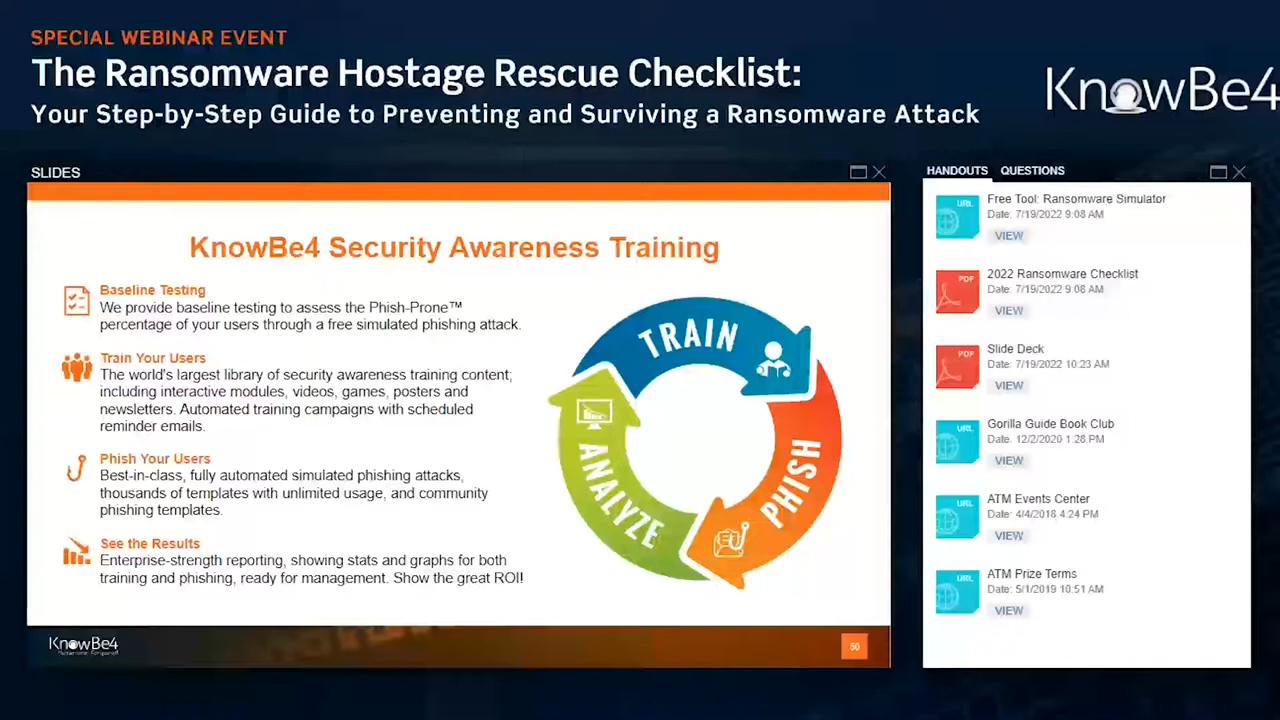 SPECIAL WEBINAR EVENT
The Ransomware Hostage Rescue Checklist:
Your Step-by-Step Guide to Preventing and Surviving a Ransomware Attack
KnowBe4
SLIDES
KnowBe4 Security Awareness Training
Baseline Testing
We provide baseline testing to assess the Phish-Prone™
percentage of your users through a free simulated phishing attack.
Train Your Users
The world's largest library of security awareness training content;
including interactive modules, videos, games, posters and
newsletters. Automated training campaigns with scheduled
reminder emails.
Phish Your Users
Best-in-class, fully automated simulated phishing attacks,
thousands of templates with unlimited usage, and community
phishing templates.
See the Results
Enterprise-strength reporting, showing stats and graphs for both
training and phishing, ready for management. Show the great ROI!
TRAIN
PHISH
ANALYZE
KnowBe4
50
HANDOUTS QUESTIONS
URL
Free Tool: Ransomware Simulator
Date: 7/19/2022 9:08 AM
VIEW
PDF
2022 Ransomware Checklist
Date: 7/19/2022 9:08 AM
VIEW
PDF
Slide Deck
Date: 7/19/2022 10:23 AM
VIEW
URL
Gorilla Guide Book Club
Date: 12/2/2020 1:28 PM
VIEW
URL
ATM Events Center
Date: 4/4/2018 4:24 PM
VIEW
URL
ATM Prize Terms
Date: 5/1/2019 10:51 AM
VIEW